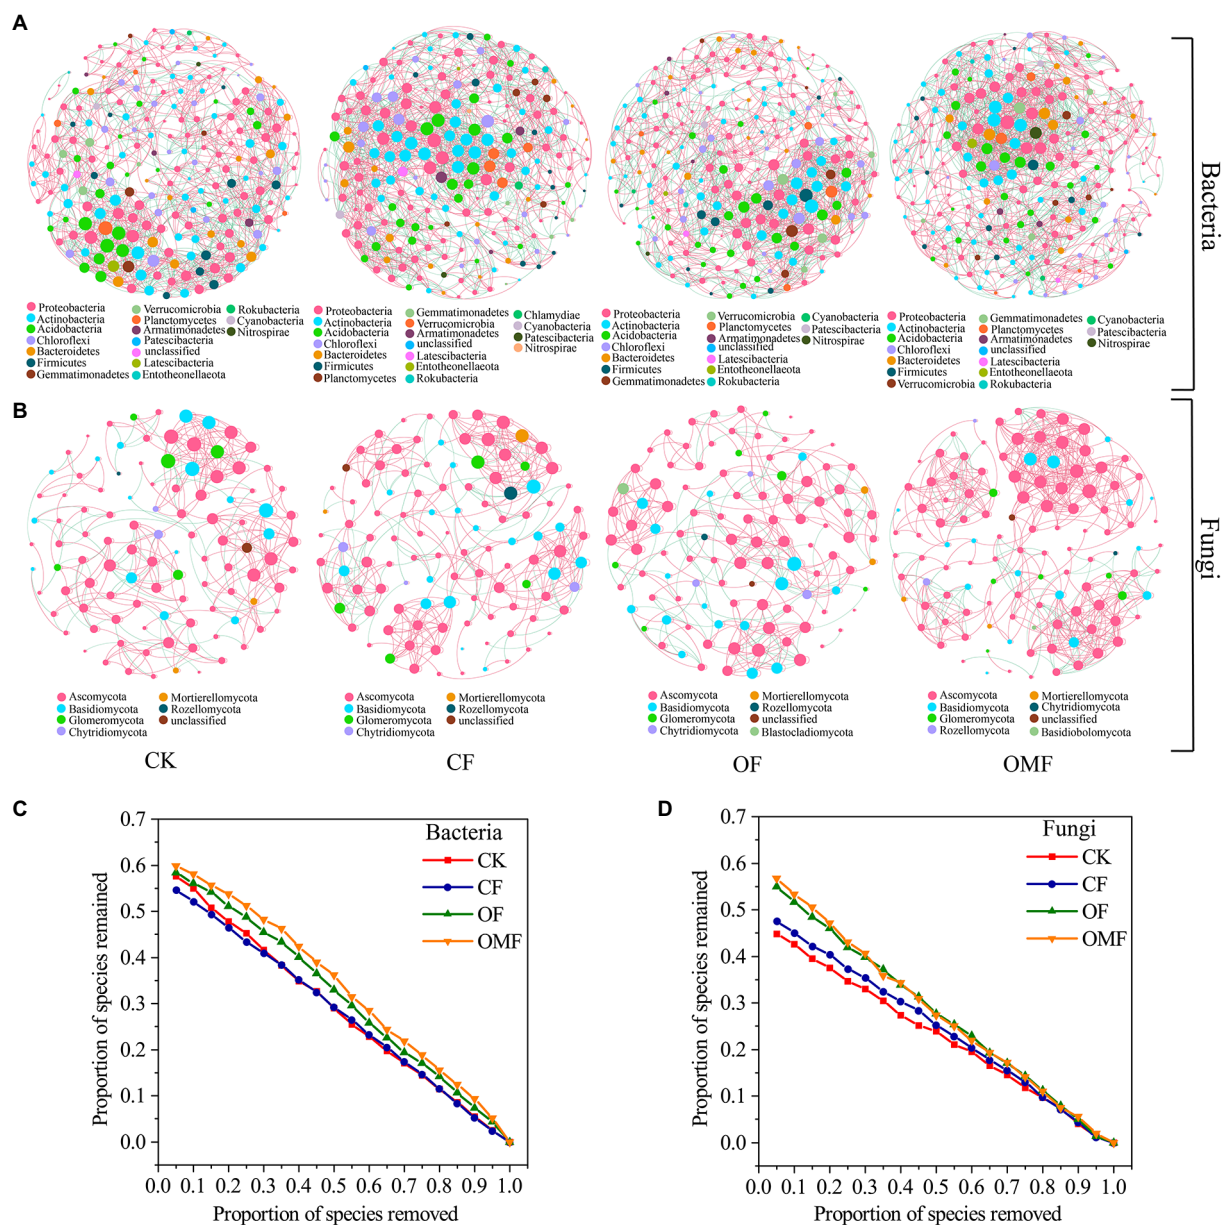 A
Bacteria
Proteobacteria
Actinobacteria
Acidobacteria
Chloroflexi
Bacteroidetes
Firmicutes
Gemmatimonadetes
Verrucomicrobia
Planctomycetes
Armatimonadetes
Patescibacteria
unclassified
Latescibacteria
Entotheonellaeota
Rokubacteria
Cyanobacteria
Nitrospirae
Proteobacteria
Actinobacteria
Acidobacteria
Chloroflexi
Bacteroidetes
Firmicutes
Planctomycetes
Gemmatimonadetes
Verrucomicrobia
Armatimonadetes
unclassified
Latescibacteria
Entotheonellaeota
Rokubacteria
Chlamydiae
Cyanobacteria
Patescibacteria
Nitrospirae
Proteobacteria
Actinobacteria
Acidobacteria
Chloroflexi
Bacteroidetes
Firmicutes
Gemmatimonadetes
Verrucomicrobia
Planctomycetes
Armatimonadetes
unclassified
Latescibacteria
Entotheonellaeota
Rokubacteria
Cyanobacteria
Patescibacteria
Nitrospirae
Proteobacteria
Actinobacteria
Acidobacteria
Chloroflexi
Bacteroidetes
Firmicutes
Verrucomicrobia
Gemmatimonadetes
Planctomycetes
Armatimonadetes
unclassified
Latescibacteria
Entotheonellaeota
Rokubacteria
Cyanobacteria
Patescibacteria
Nitrospirae
B
Fungi
Ascomycota
Basidiomycota
Glomeromycota
Chytridiomycota
Mortierellomycota
Rozellomycota
unclassified
Ascomycota
Basidiomycota
Glomeromycota
Chytridiomycota
Mortierellomycota
Rozellomycota
unclassified
Ascomycota
Basidiomycota
Glomeromycota
Chytridiomycota
Mortierellomycota
Rozellomycota
unclassified
Blastocladiomycota
Ascomycota
Basidiomycota
Glomeromycota
Rozellomycota
Mortierellomycota
Chytridiomycota
unclassified
Basidiobolomycota
CK
CF
OF
OMF
C
Bacteria
CK
CF
OF
OMF
Proportion of species remained
0.7
0.6
0.5
0.4
0.3
0.2
0.1
0.0
0.0 0.1 0.2 0.3 0.4 0.5 0.6 0.7 0.8 0.9 1.0
Proportion of species removed
D
Fungi
CK
CF
OF
OMF
Proportion of species remained
0.7
0.6
0.5
0.4
0.3
0.2
0.1
0.0
0.0 0.1 0.2 0.3 0.4 0.5 0.6 0.7 0.8 0.9 1.0
Proportion of species removed